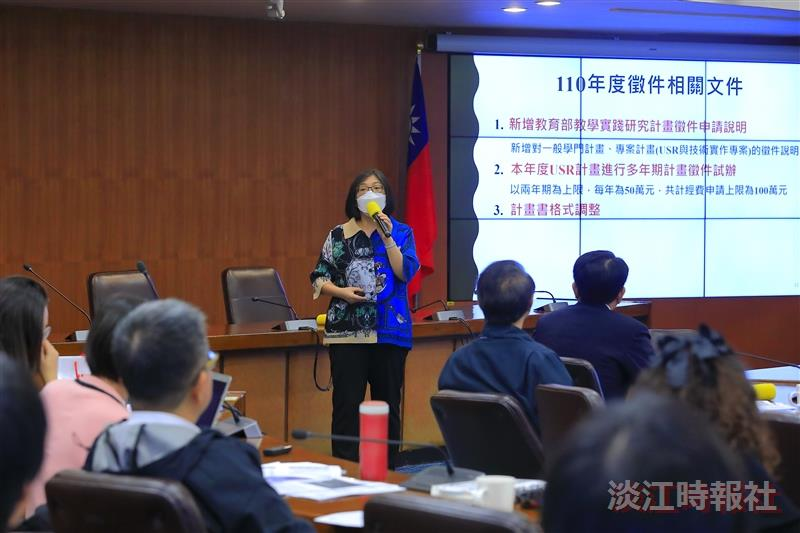 110年度徵件相關文件
1. 新增教育部教學實踐研究計畫徵件申請說明
新增對一般學門計畫、專案計畫(USR與技術實作專案)的徵件說明
2. 本年度USR計畫進行多年期計畫徵件試辦
以兩年期為上限，每年為50萬元，共計經費申請上限為100萬元
3. 計畫書格式調整
淡江時報社